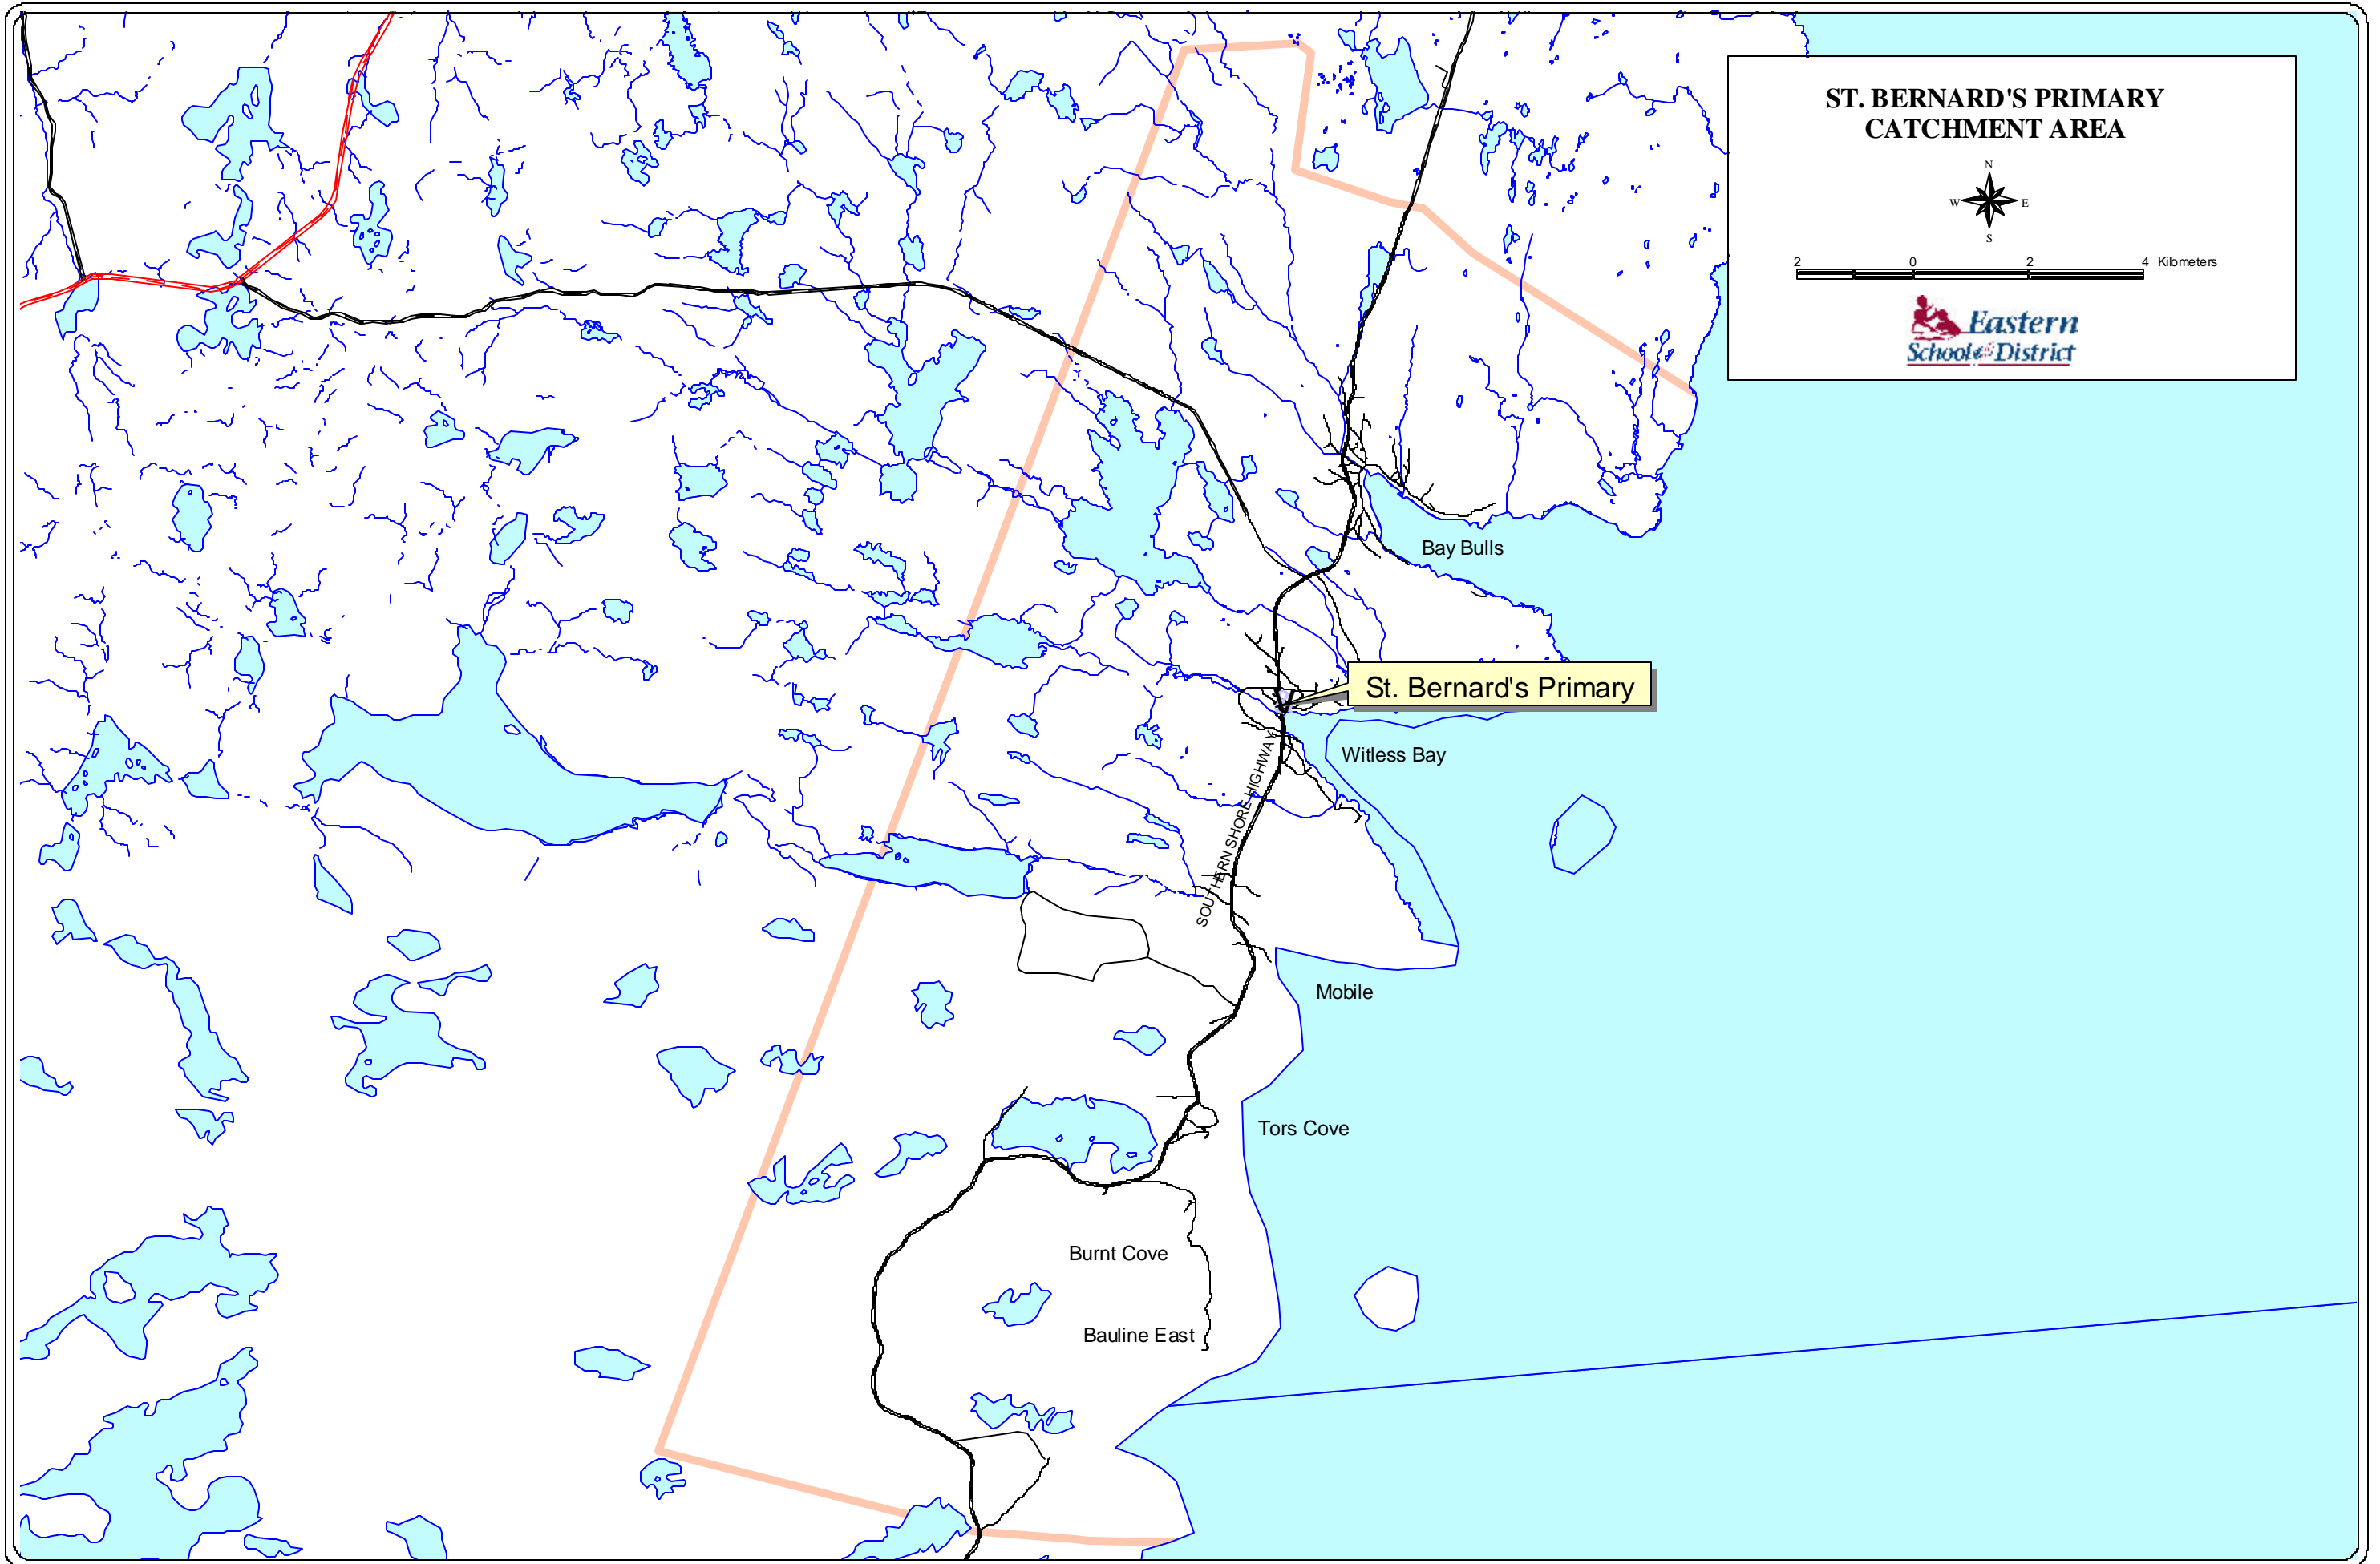 ST. BERNARD'S PRIMARY
CATCHMENT AREA
N
W E
S
2 0 2 4 Kilometers
Eastern
School District
Bay Bulls
St. Bernard's Primary
Witless Bay
SOUTHERN SHORE HIGHWAY
Mobile
Tors Cove
Burnt Cove
Bauline East